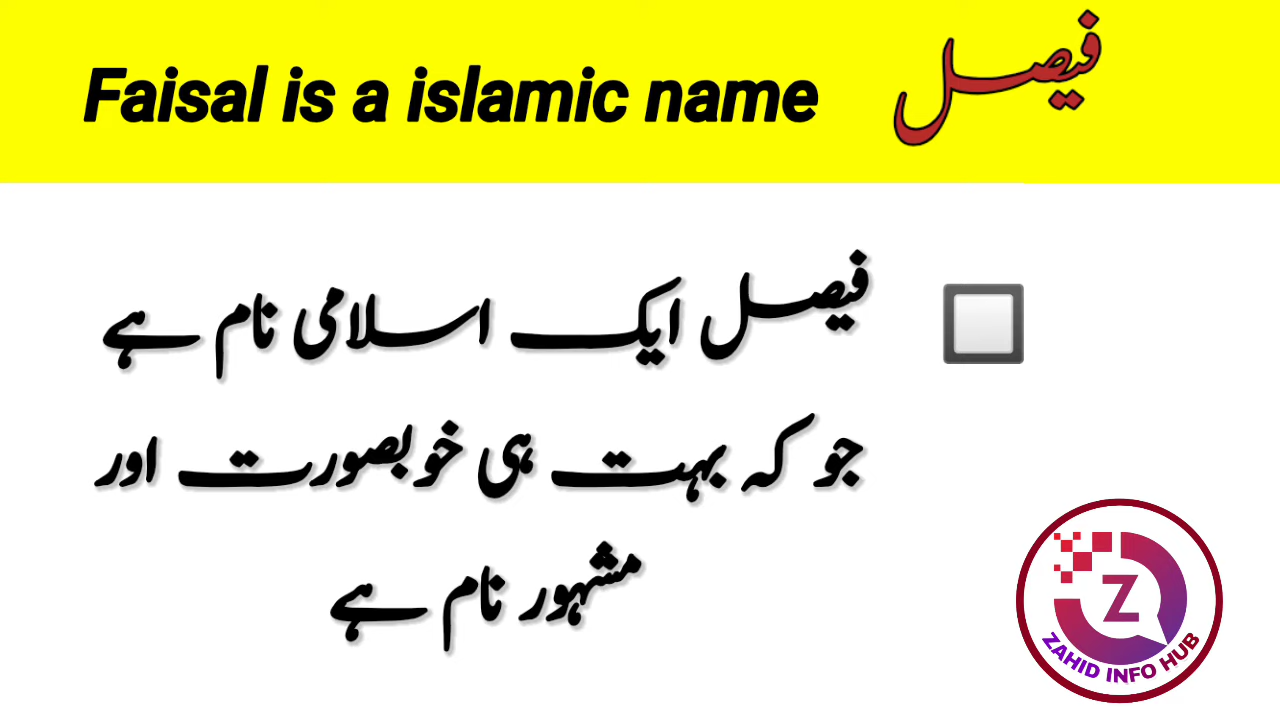 Faisal is a islamic name
فیصل
فیصل ایک اسلامی نام ہے
جو کہ بہت ہی خوبصورت اور
مشہور نام ہے
Z
ZAHID INFO HUB